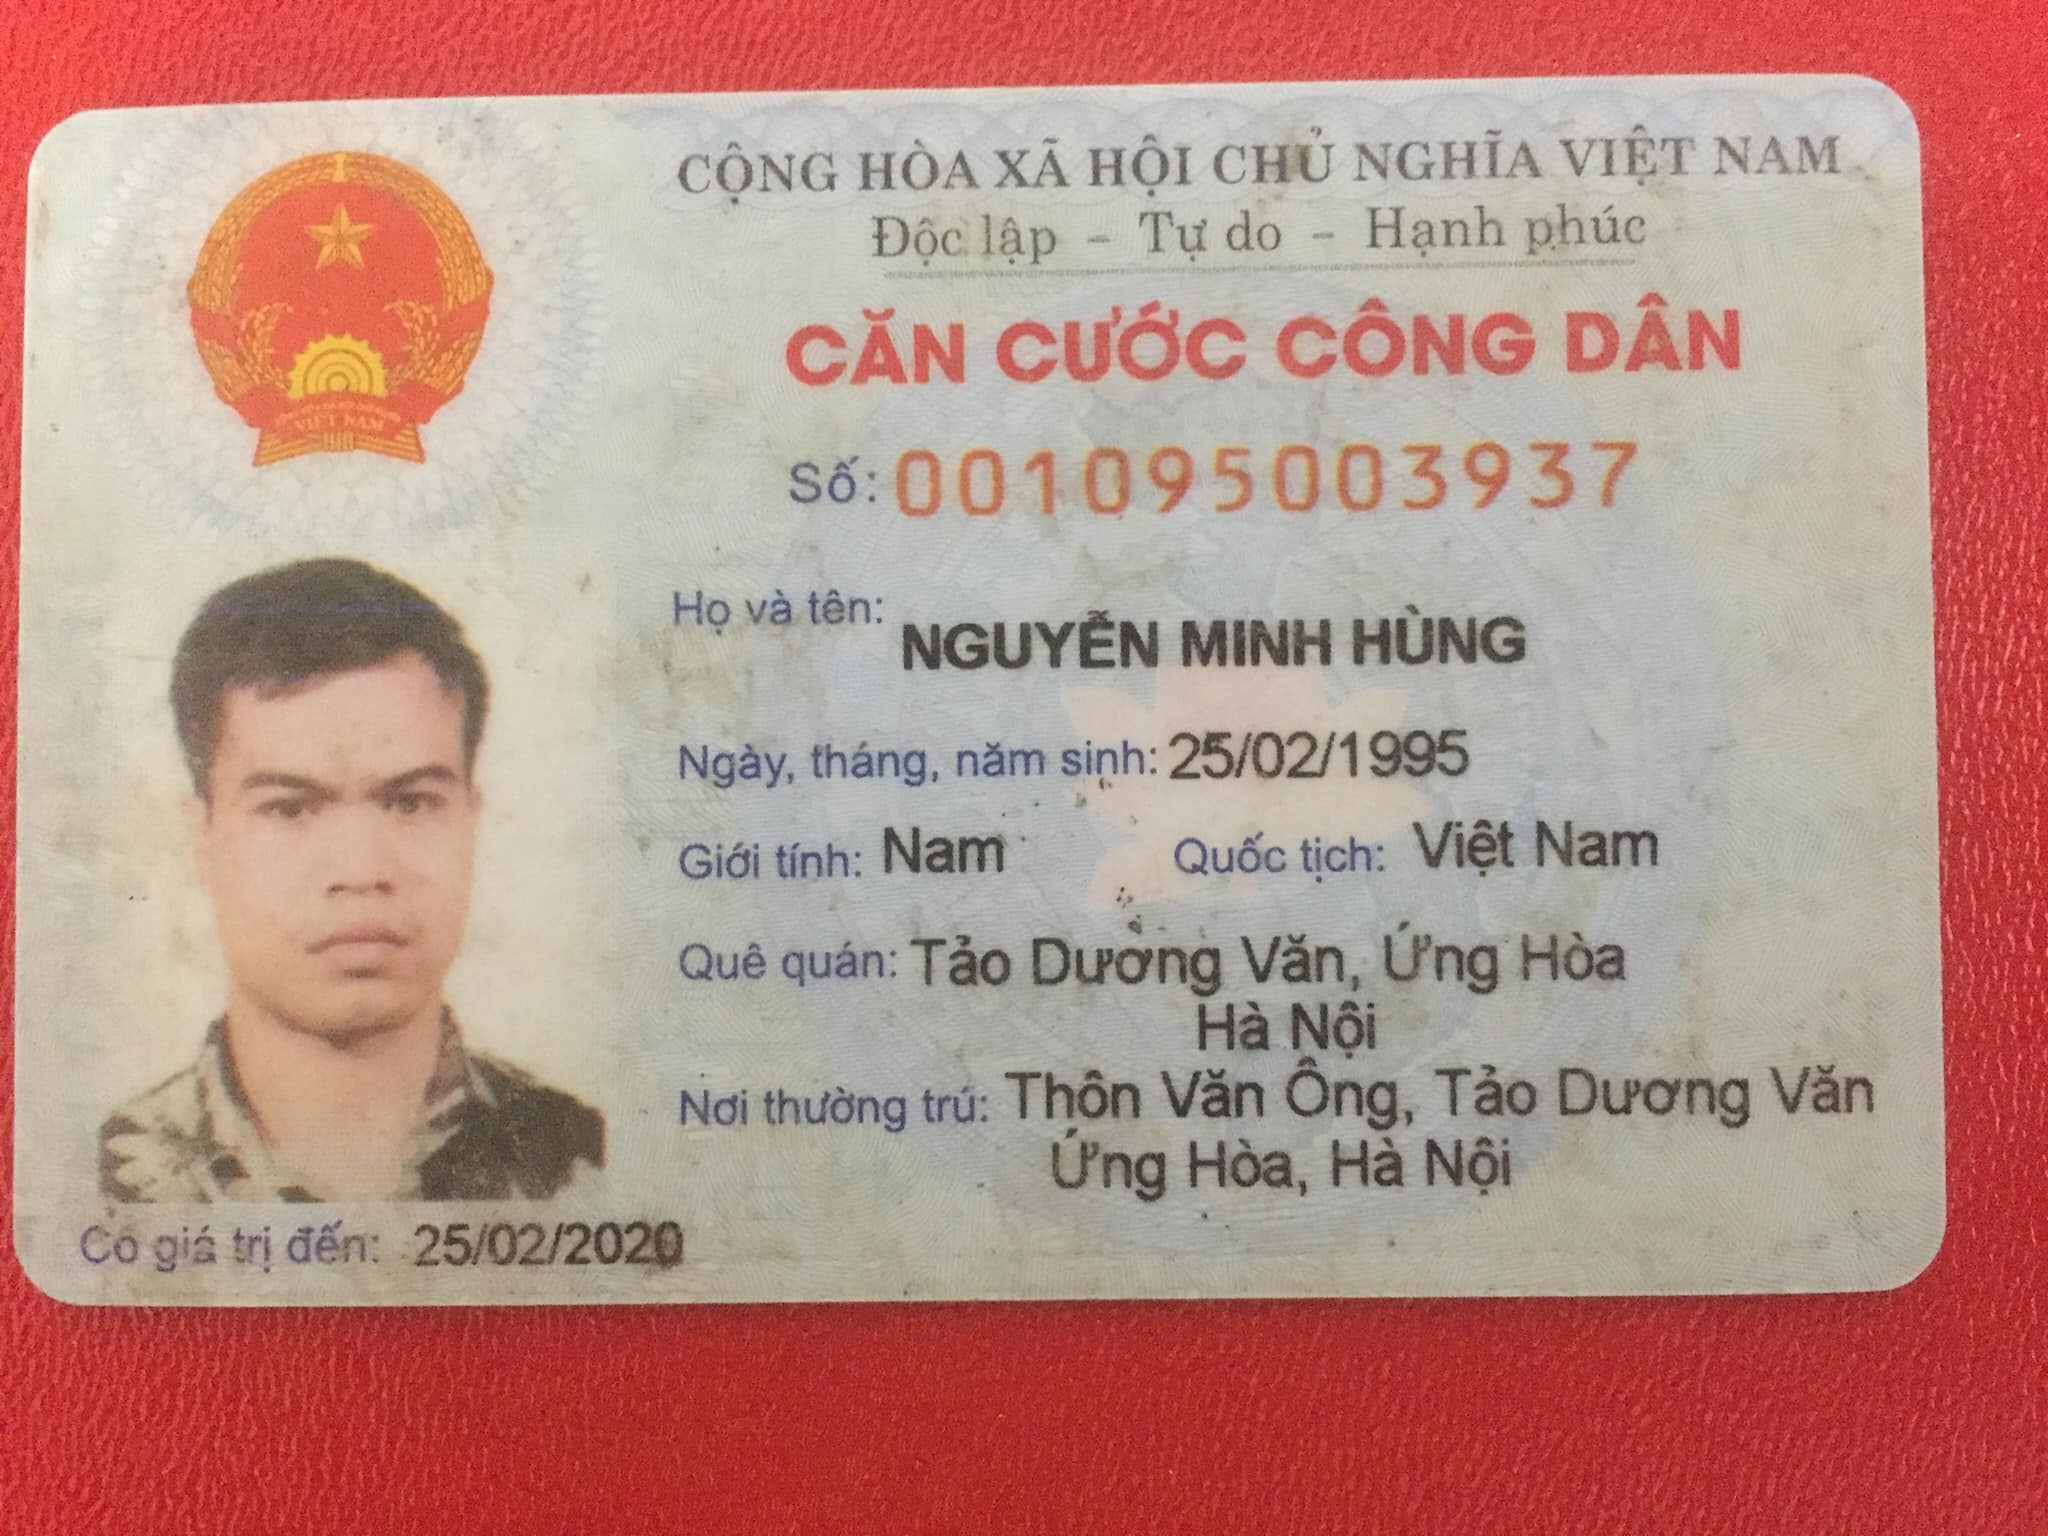 CỘNG HÒA XÃ HỘI CHỦ NGHĨA VIỆT NAM
Độc lập - Tự do - Hạnh phúc
CĂN CƯỚC CÔNG DÂN
Số: 001095003937
Họ và tên: NGUYỄN MINH HÙNG
Ngày, tháng, năm sinh: 25/02/1995
Giới tính: Nam Quốc tịch: Việt Nam
Quê quán: Tảo Dường Văn, Ứng Hòa
Hà Nội
Nơi thường trú: Thôn Văn Ông, Tảo Dương Văn
Ứng Hòa, Hà Nội
Có giá trị đến: 25/02/2020
VIỆT NAM